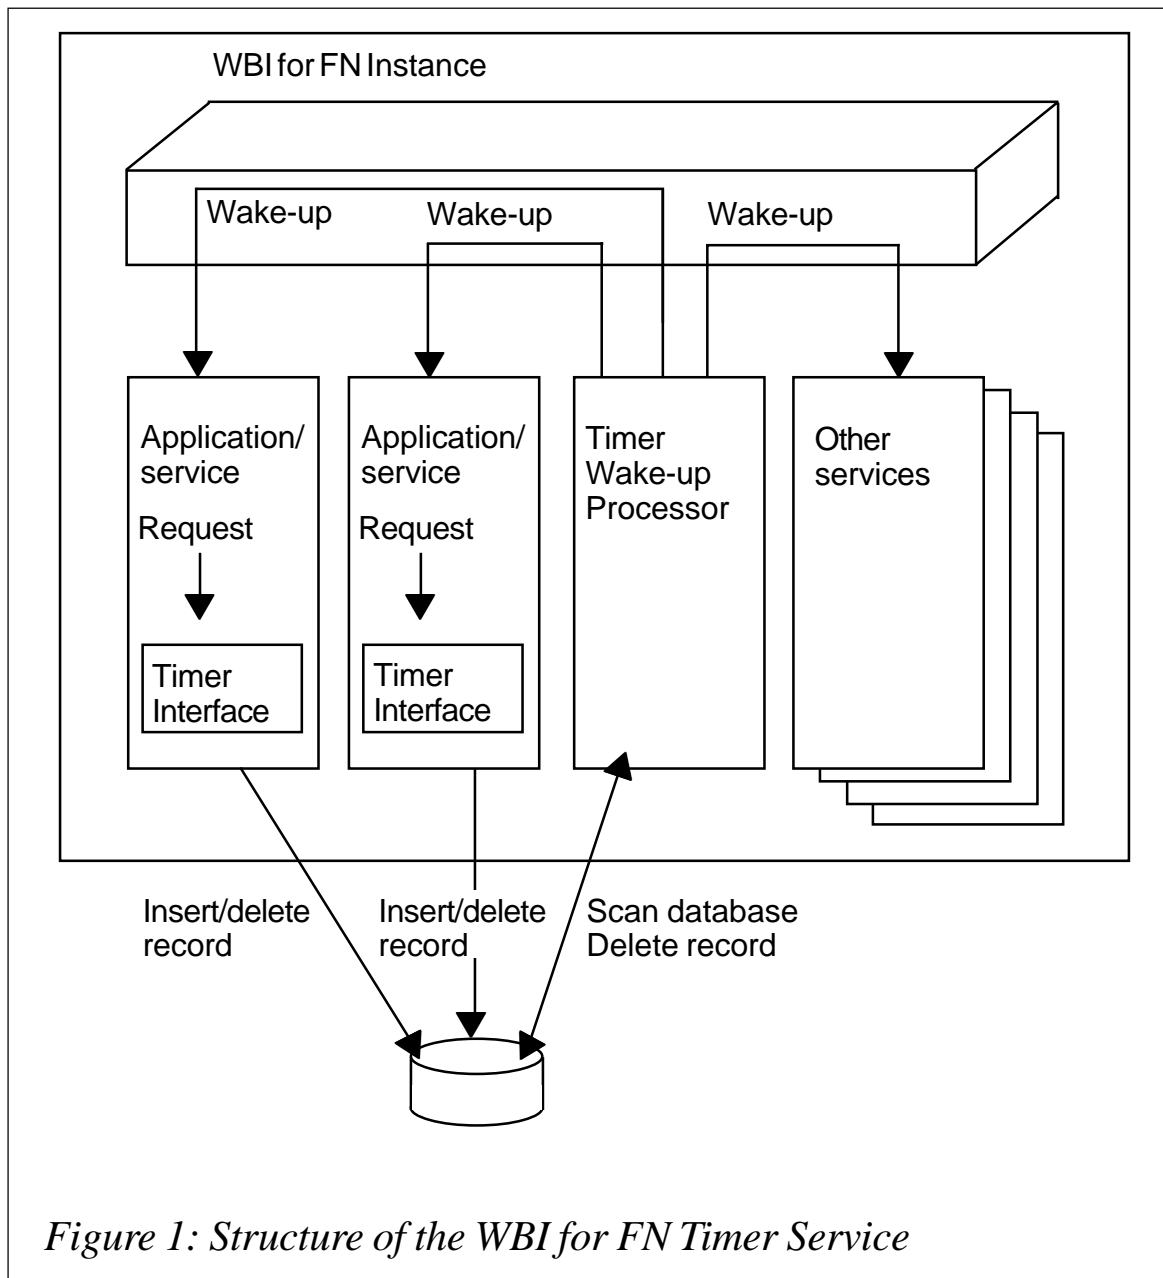 WBI for FN Instance
Wake-up
Wake-up
Wake-up
Application/
service
Request
Timer
Interface
Application/
service
Request
Timer
Interface
Timer
Wake-up
Processor
Other
services
Insert/delete
record
Insert/delete
record
Scan database
Delete record
Figure 1: Structure of the WBI for FN Timer Service